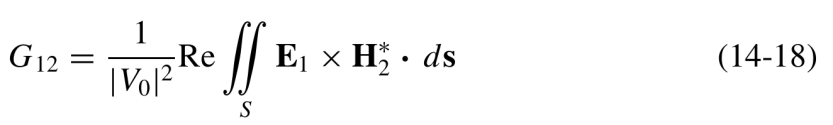 G₁₂ = 1/|V₀|² Re ∬_S E₁ × H₂* · ds (14-18)